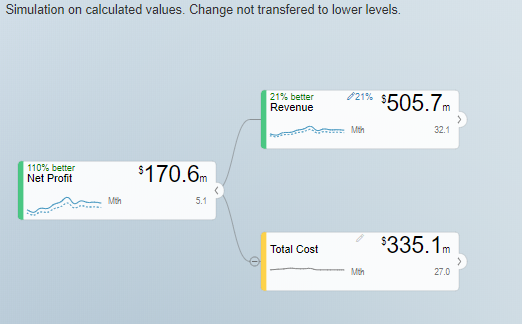 Simulation on calculated values. Change not transfered to lower levels.
21% better
21%
$505.7m
Revenue
Mth
32.1
110% better
$170.6m
Net Profit
Mth
5.1
Total Cost
$335.1m
Mth
27.0